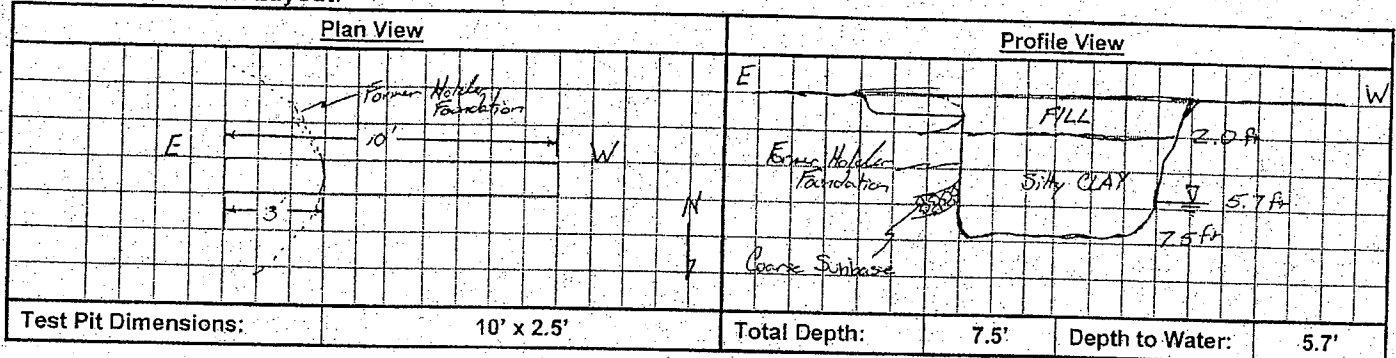 Layout:
Plan View
Former Holder
Foundation
10'
E
W
3'
N
Profile View
E
W
FILL
2.0 ft
Former Holder
Foundation
Silty CLAY
5.7 ft
7.5 ft
Coarse Subbase
Test Pit Dimensions: 10' x 2.5' Total Depth: 7.5' Depth to Water: 5.7'